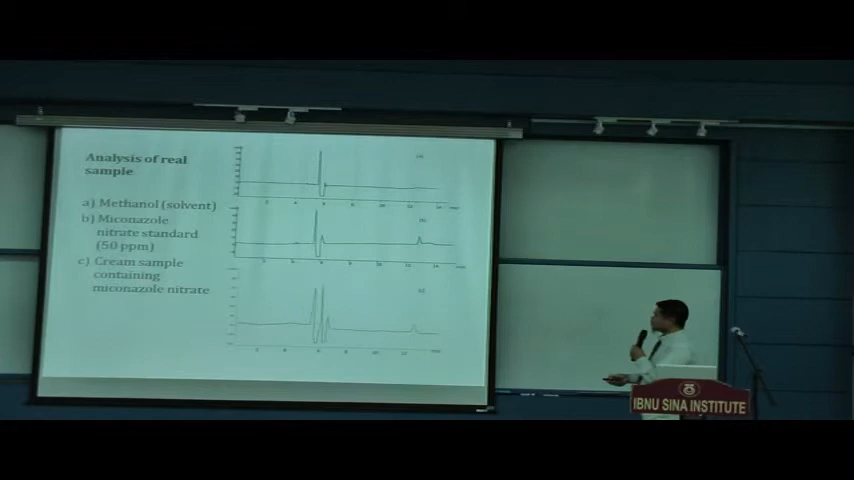 Analysis of real
sample
a) Methanol (solvent)
b) Miconazole
nitrate standard
(50 ppm)
c) Cream sample
containing
miconazole nitrate
IBNU SINA INSTITUTE